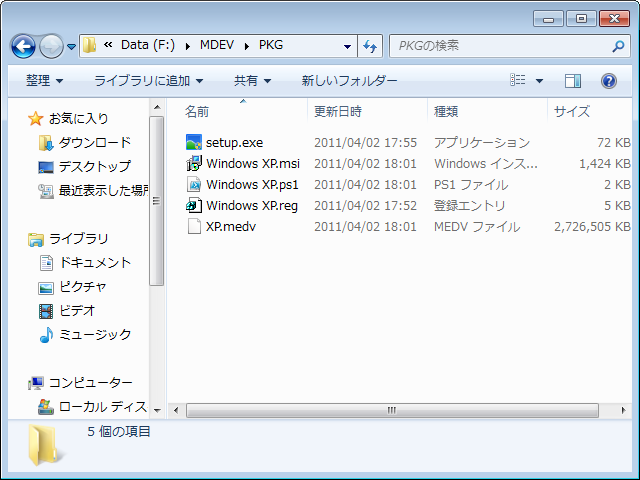 « Data (F:) ▸ MDEV ▸ PKG
PKGの検索
整理 ライブラリに追加 共有 新しいフォルダー
お気に入り
ダウンロード
デスクトップ
最近表示した場所
ライブラリ
ドキュメント
ピクチャ
ビデオ
ミュージック
コンピューター
ローカル ディス
名前 更新日時 種類 サイズ
setup.exe 2011/04/02 17:55 アプリケーション 72 KB
Windows XP.msi 2011/04/02 18:01 Windows インス... 1,424 KB
Windows XP.ps1 2011/04/02 18:01 PS1 ファイル 2 KB
Windows XP.reg 2011/04/02 17:52 登録エントリ 5 KB
XP.medv 2011/04/02 18:01 MEDV ファイル 2,726,505 KB
5 個の項目